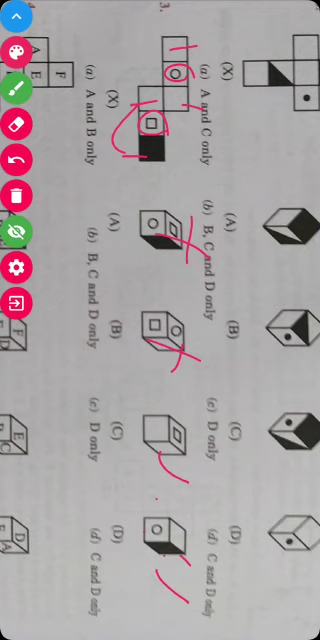 (X) (A) (B) (C) (D)
(a) A and C only (b) B, C and D only (c) D only (d) C and D only
3.
(X) (A) (B) (C) (D)
(a) A and B only (b) B, C and D only (c) D only (d) C and D only
A
E F
F
D
E
C
D
A